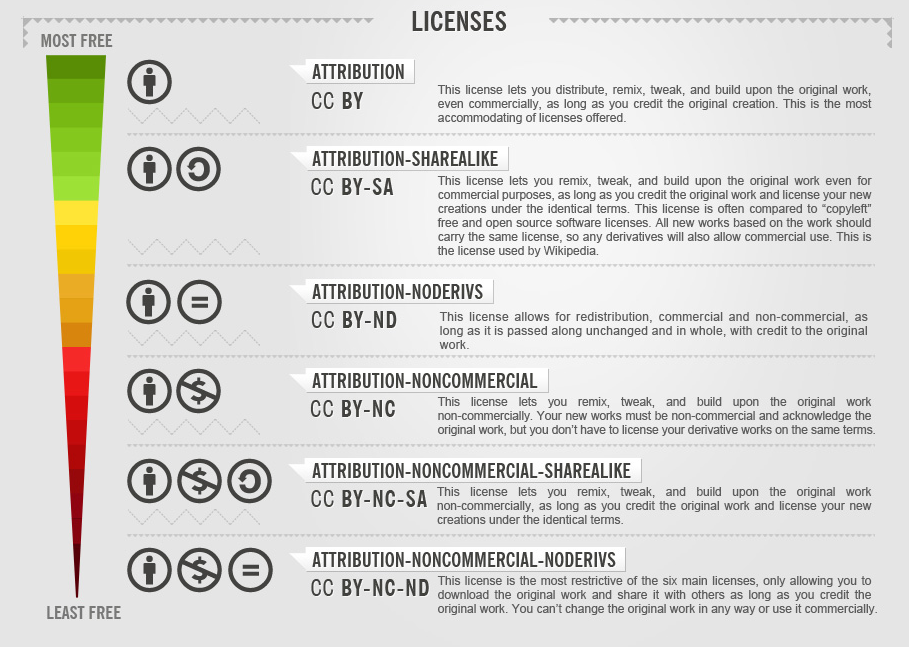 LICENSES
MOST FREE
ATTRIBUTION
CC BY
This license lets you distribute, remix, tweak, and build upon the original work,
even commercially, as long as you credit the original creation. This is the most
accommodating of licenses offered.
ATTRIBUTION-SHAREALIKE
CC BY-SA
This license lets you remix, tweak, and build upon the original work even for
commercial purposes, as long as you credit the original work and license your new
creations under the identical terms. This license is often compared to “copyleft”
free and open source software licenses. All new works based on the work should
carry the same license, so any derivatives will also allow commercial use. This is
the license used by Wikipedia.
ATTRIBUTION-NODERIVS
CC BY-ND
This license allows for redistribution, commercial and non-commercial, as
long as it is passed along unchanged and in whole, with credit to the original
work.
ATTRIBUTION-NONCOMMERCIAL
CC BY-NC
This license lets you remix, tweak, and build upon the original work
non-commercially. Your new works must be non-commercial and acknowledge the
original work, but you don’t have to license your derivative works on the same terms.
ATTRIBUTION-NONCOMMERCIAL-SHAREALIKE
CC BY-NC-SA
This license lets you remix, tweak, and build upon the original work
non-commercially, as long as you credit the original work and license your new
creations under the identical terms.
ATTRIBUTION-NONCOMMERCIAL-NODERIVS
CC BY-NC-ND
This license is the most restrictive of the six main licenses, only allowing you to
download the original work and share it with others as long as you credit the
original work. You can’t change the original work in any way or use it commercially.
LEAST FREE